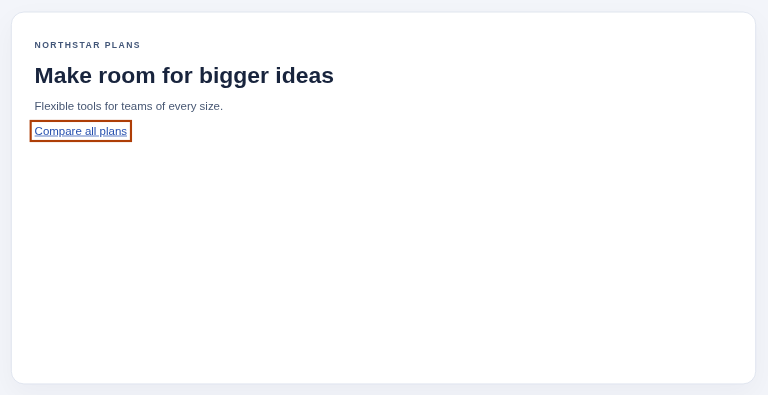 NORTHSTAR PLANS
Make room for bigger ideas
Flexible tools for teams of every size.
Compare all plans